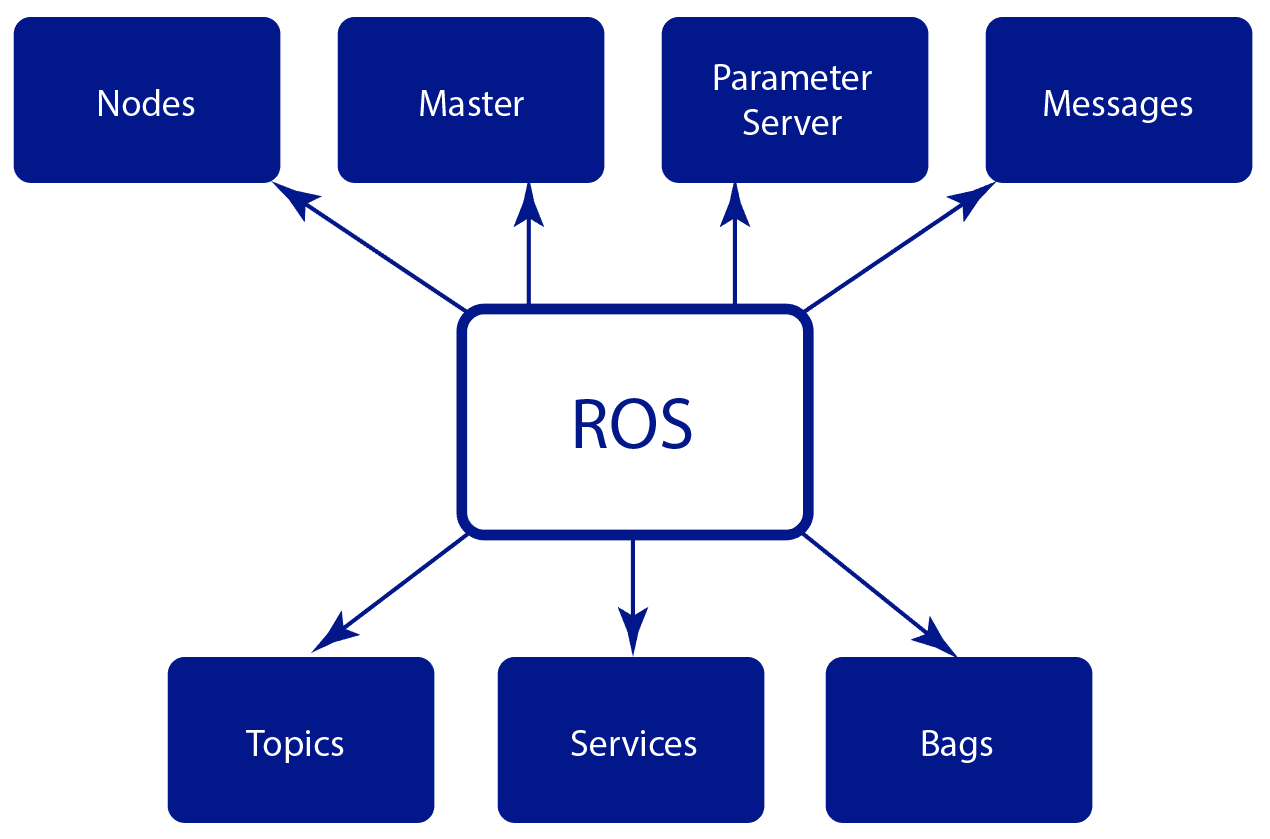 Nodes
Master
Parameter
Server
Messages
ROS
Topics
Services
Bags